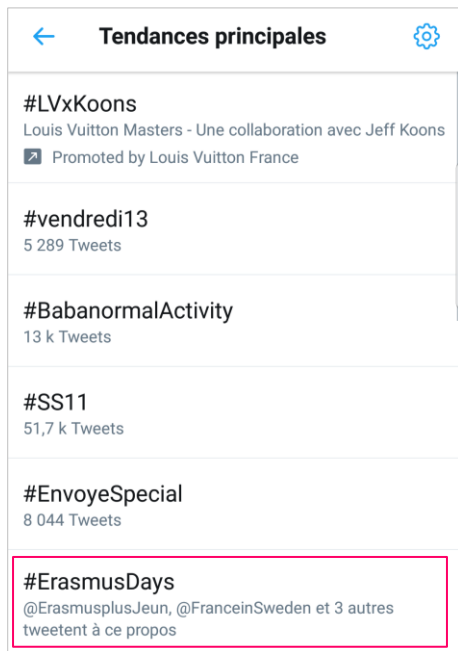 Tendances principales
#LVxKoons
Louis Vuitton Masters - Une collaboration avec Jeff Koons
Promoted by Louis Vuitton France
#vendredi13
5 289 Tweets
#BabanormalActivity
13 k Tweets
#SS11
51,7 k Tweets
#EnvoyeSpecial
8 044 Tweets
#ErasmusDays
@ErasmusplusJeun, @FranceinSweden et 3 autres
tweetent à ce propos